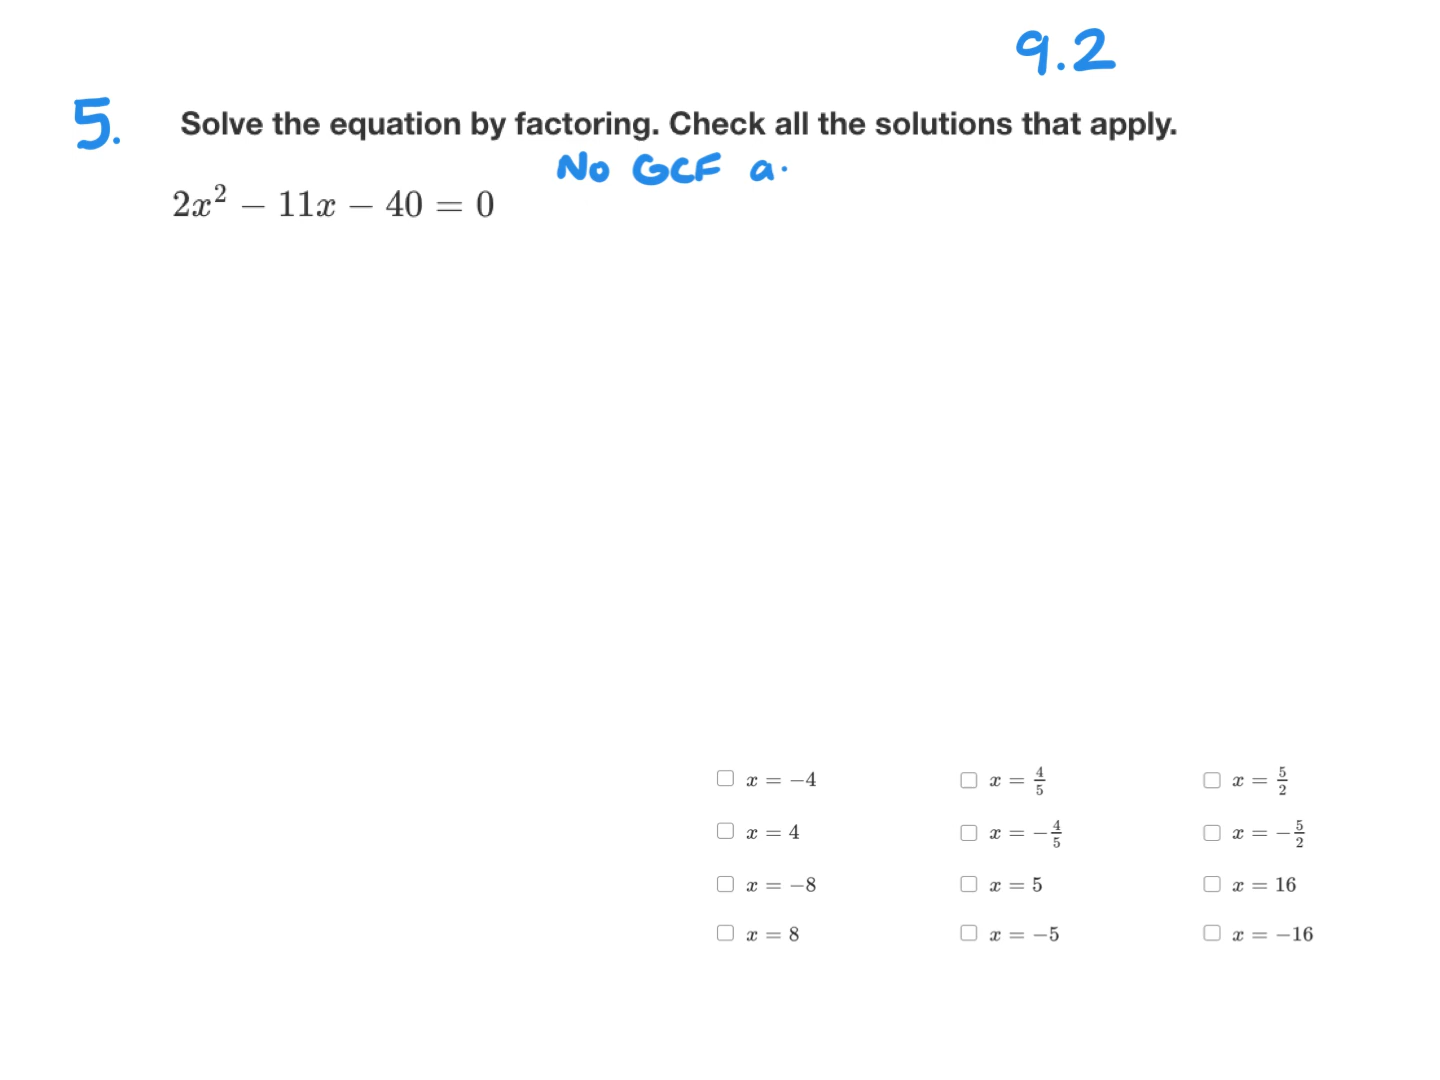 9.2
5. Solve the equation by factoring. Check all the solutions that apply.
No GCF a.
2x² − 11x − 40 = 0
x = −4 x = 4/5 x = 5/2
x = 4 x = −4/5 x = −5/2
x = −8 x = 5 x = 16
x = 8 x = −5 x = −16